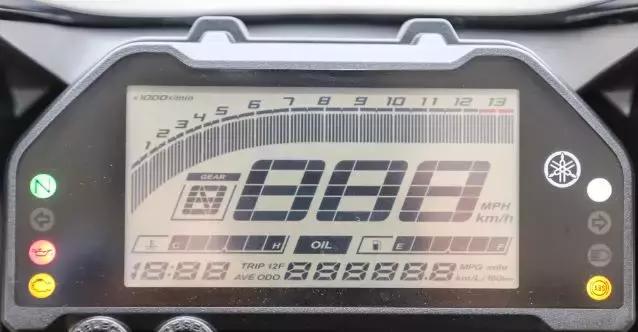 x1000r/min
1 2 3 4 5 6 7 8 9 10 11 12 13
GEAR
N
888
MPH
km/h
C H OIL E F
18:88 TRIP 12F 888888.8 MPG mile
AVE ODO km/L/100km
N
ABS